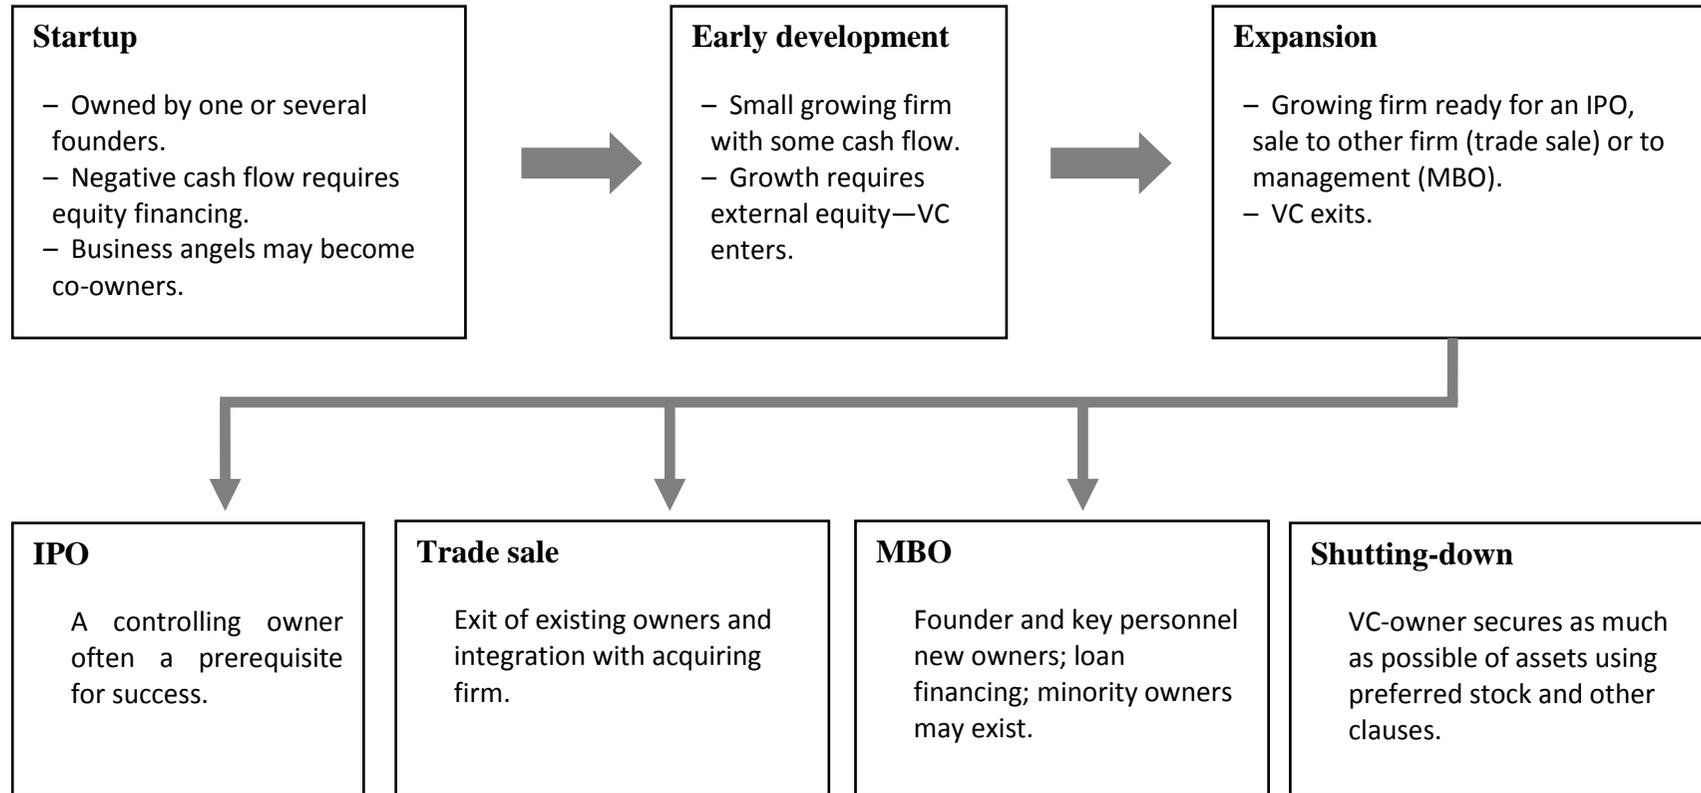 Startup
– Owned by one or several
founders.
– Negative cash flow requires
equity financing.
– Business angels may become
co-owners.
Early development
– Small growing firm
with some cash flow.
– Growth requires
external equity—VC
enters.
Expansion
– Growing firm ready for an IPO,
sale to other firm (trade sale) or to
management (MBO).
– VC exits.
IPO
A controlling owner
often a prerequisite
for success.
Trade sale
Exit of existing owners and
integration with acquiring
firm.
MBO
Founder and key personnel
new owners; loan
financing; minority owners
may exist.
Shutting-down
VC-owner secures as much
as possible of assets using
preferred stock and other
clauses.